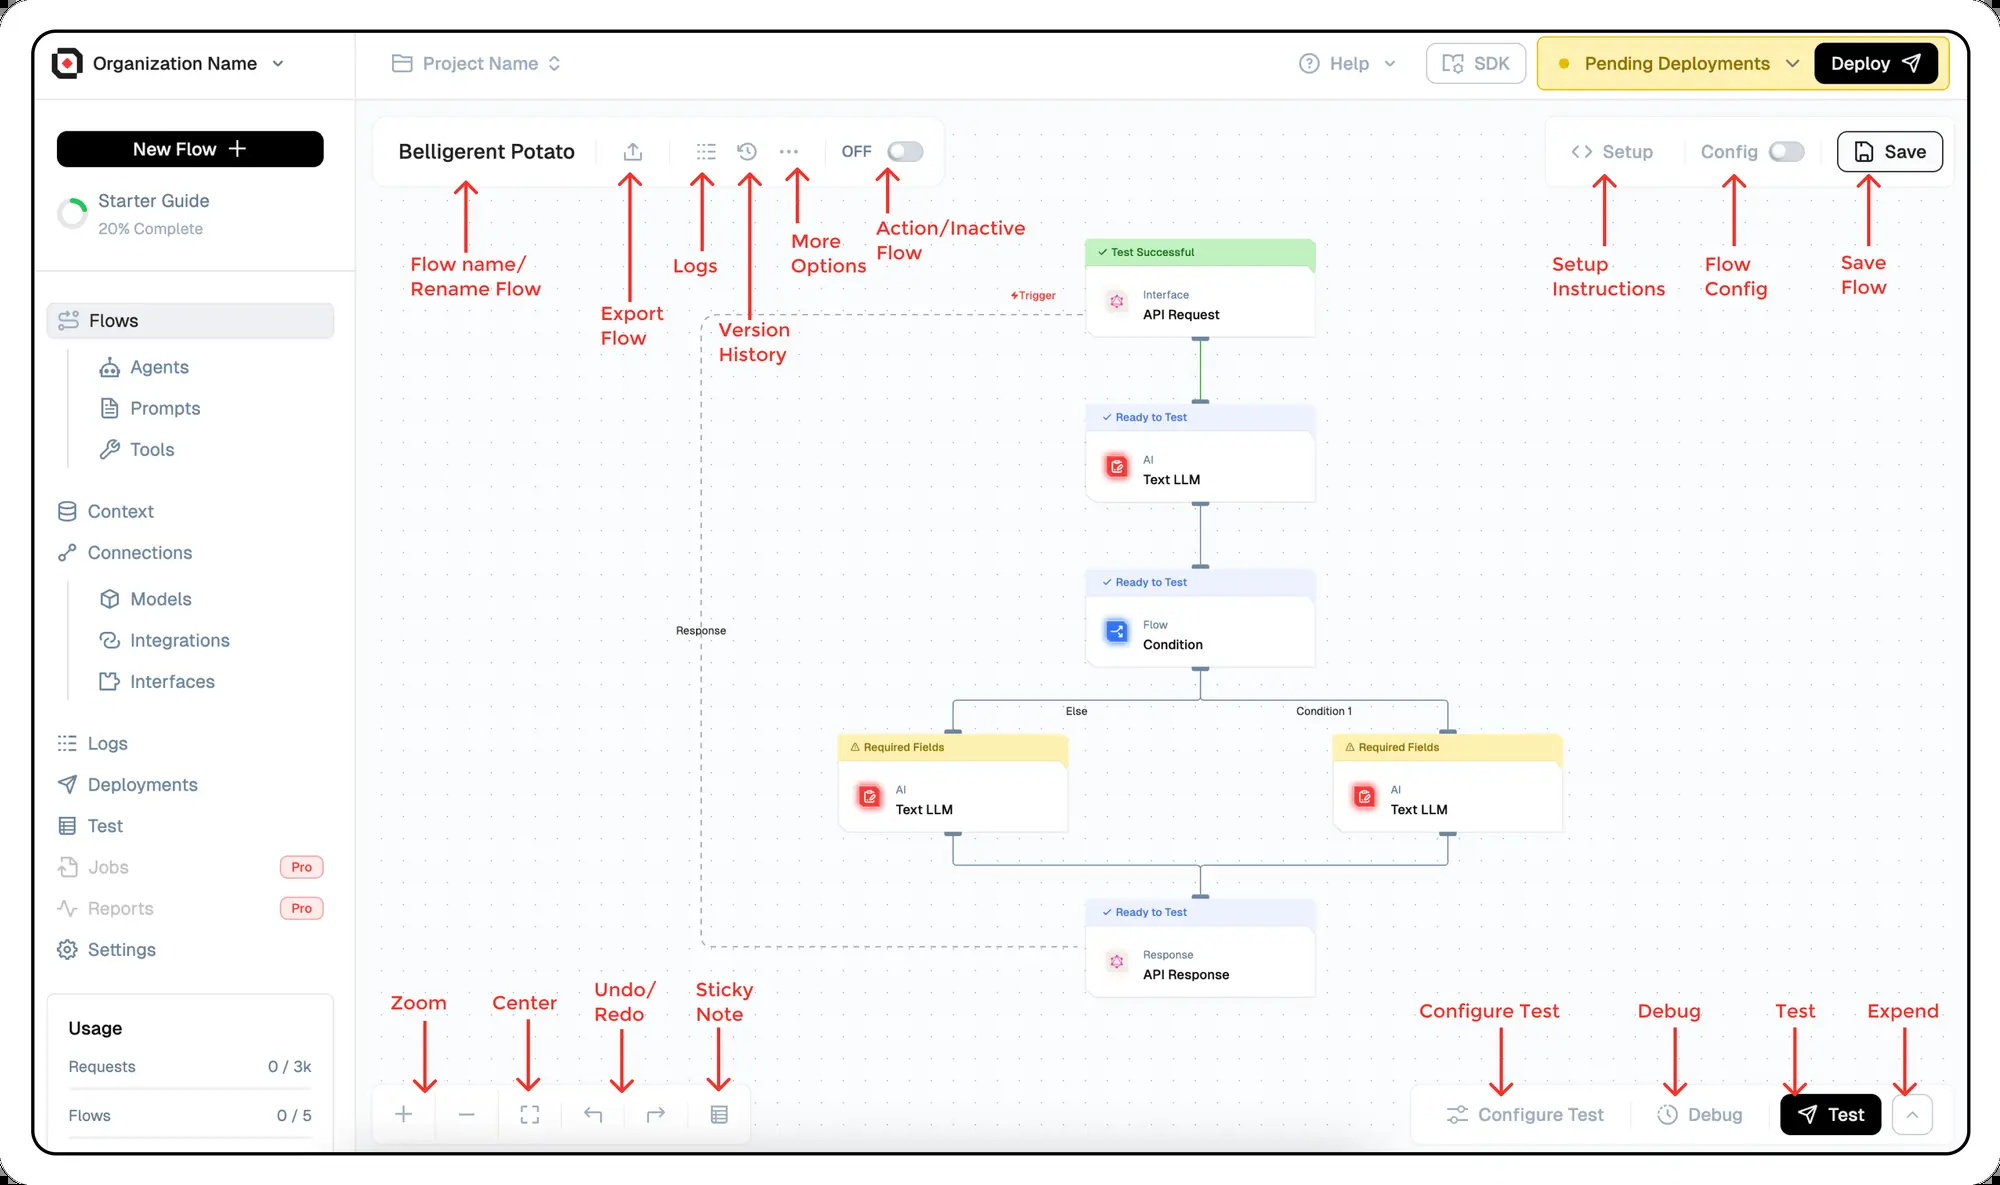 Organization Name
Project Name
Help
SDK
Pending Deployments
Deploy
New Flow
Starter Guide
20% Complete
Flows
Agents
Prompts
Tools
Context
Connections
Models
Integrations
Interfaces
Logs
Deployments
Test
Jobs
Pro
Reports
Pro
Settings
Usage
Requests
0 / 3k
Flows
0 / 5
Belligerent Potato
OFF
Setup
Config
Save
Flow name/
Rename Flow
Export
Flow
Logs
Version
History
More
Options
Action/Inactive
Flow
Setup
Instructions
Flow
Config
Save
Flow
Trigger
Test Successful
Interface
API Request
Ready to Test
AI
Text LLM
Ready to Test
Flow
Condition
Response
Else
Condition 1
Required Fields
AI
Text LLM
Required Fields
AI
Text LLM
Ready to Test
Response
API Response
Zoom
Center
Undo/
Redo
Sticky
Note
Configure Test
Debug
Test
Expend
Configure Test
Debug
Test